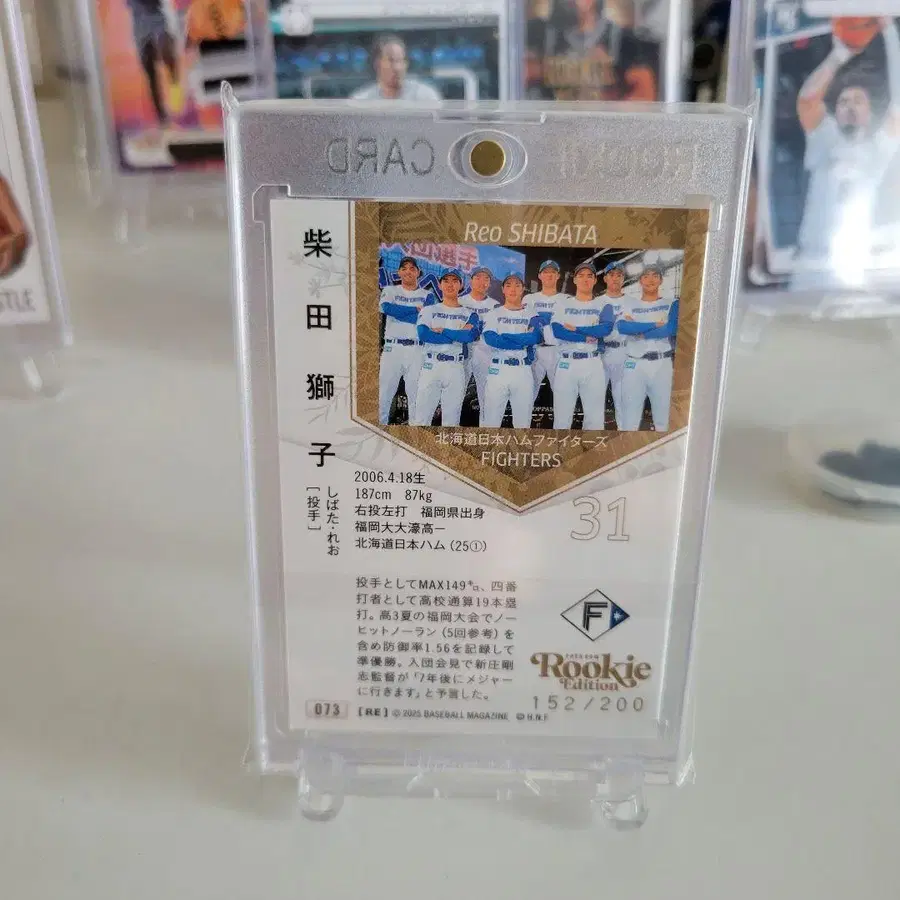 ROOKIE CARD
Reo SHIBATA
柴田獅子
しばた・れお
［投手］
FIGHTERS
FIGHTERS
FIGHTERS
北海道日本ハムファイターズ
FIGHTERS
2006.4.18生
187cm 87kg
右投左打 福岡県出身
福岡大大濠高－
北海道日本ハム（25①）
31
投手としてMAX149㌔、四番
打者として高校通算19本塁
打。高3夏の福岡大会でノー
ヒットノーラン（5回参考）を
含め防御率1.56を記録して
準優勝。入団会見で新庄剛
志監督が「7年後にメジャー
に行きます」と予言した。
F
Rookie
Edition
152/200
073 [RE] © 2025 BASEBALL MAGAZINE © H.N.F